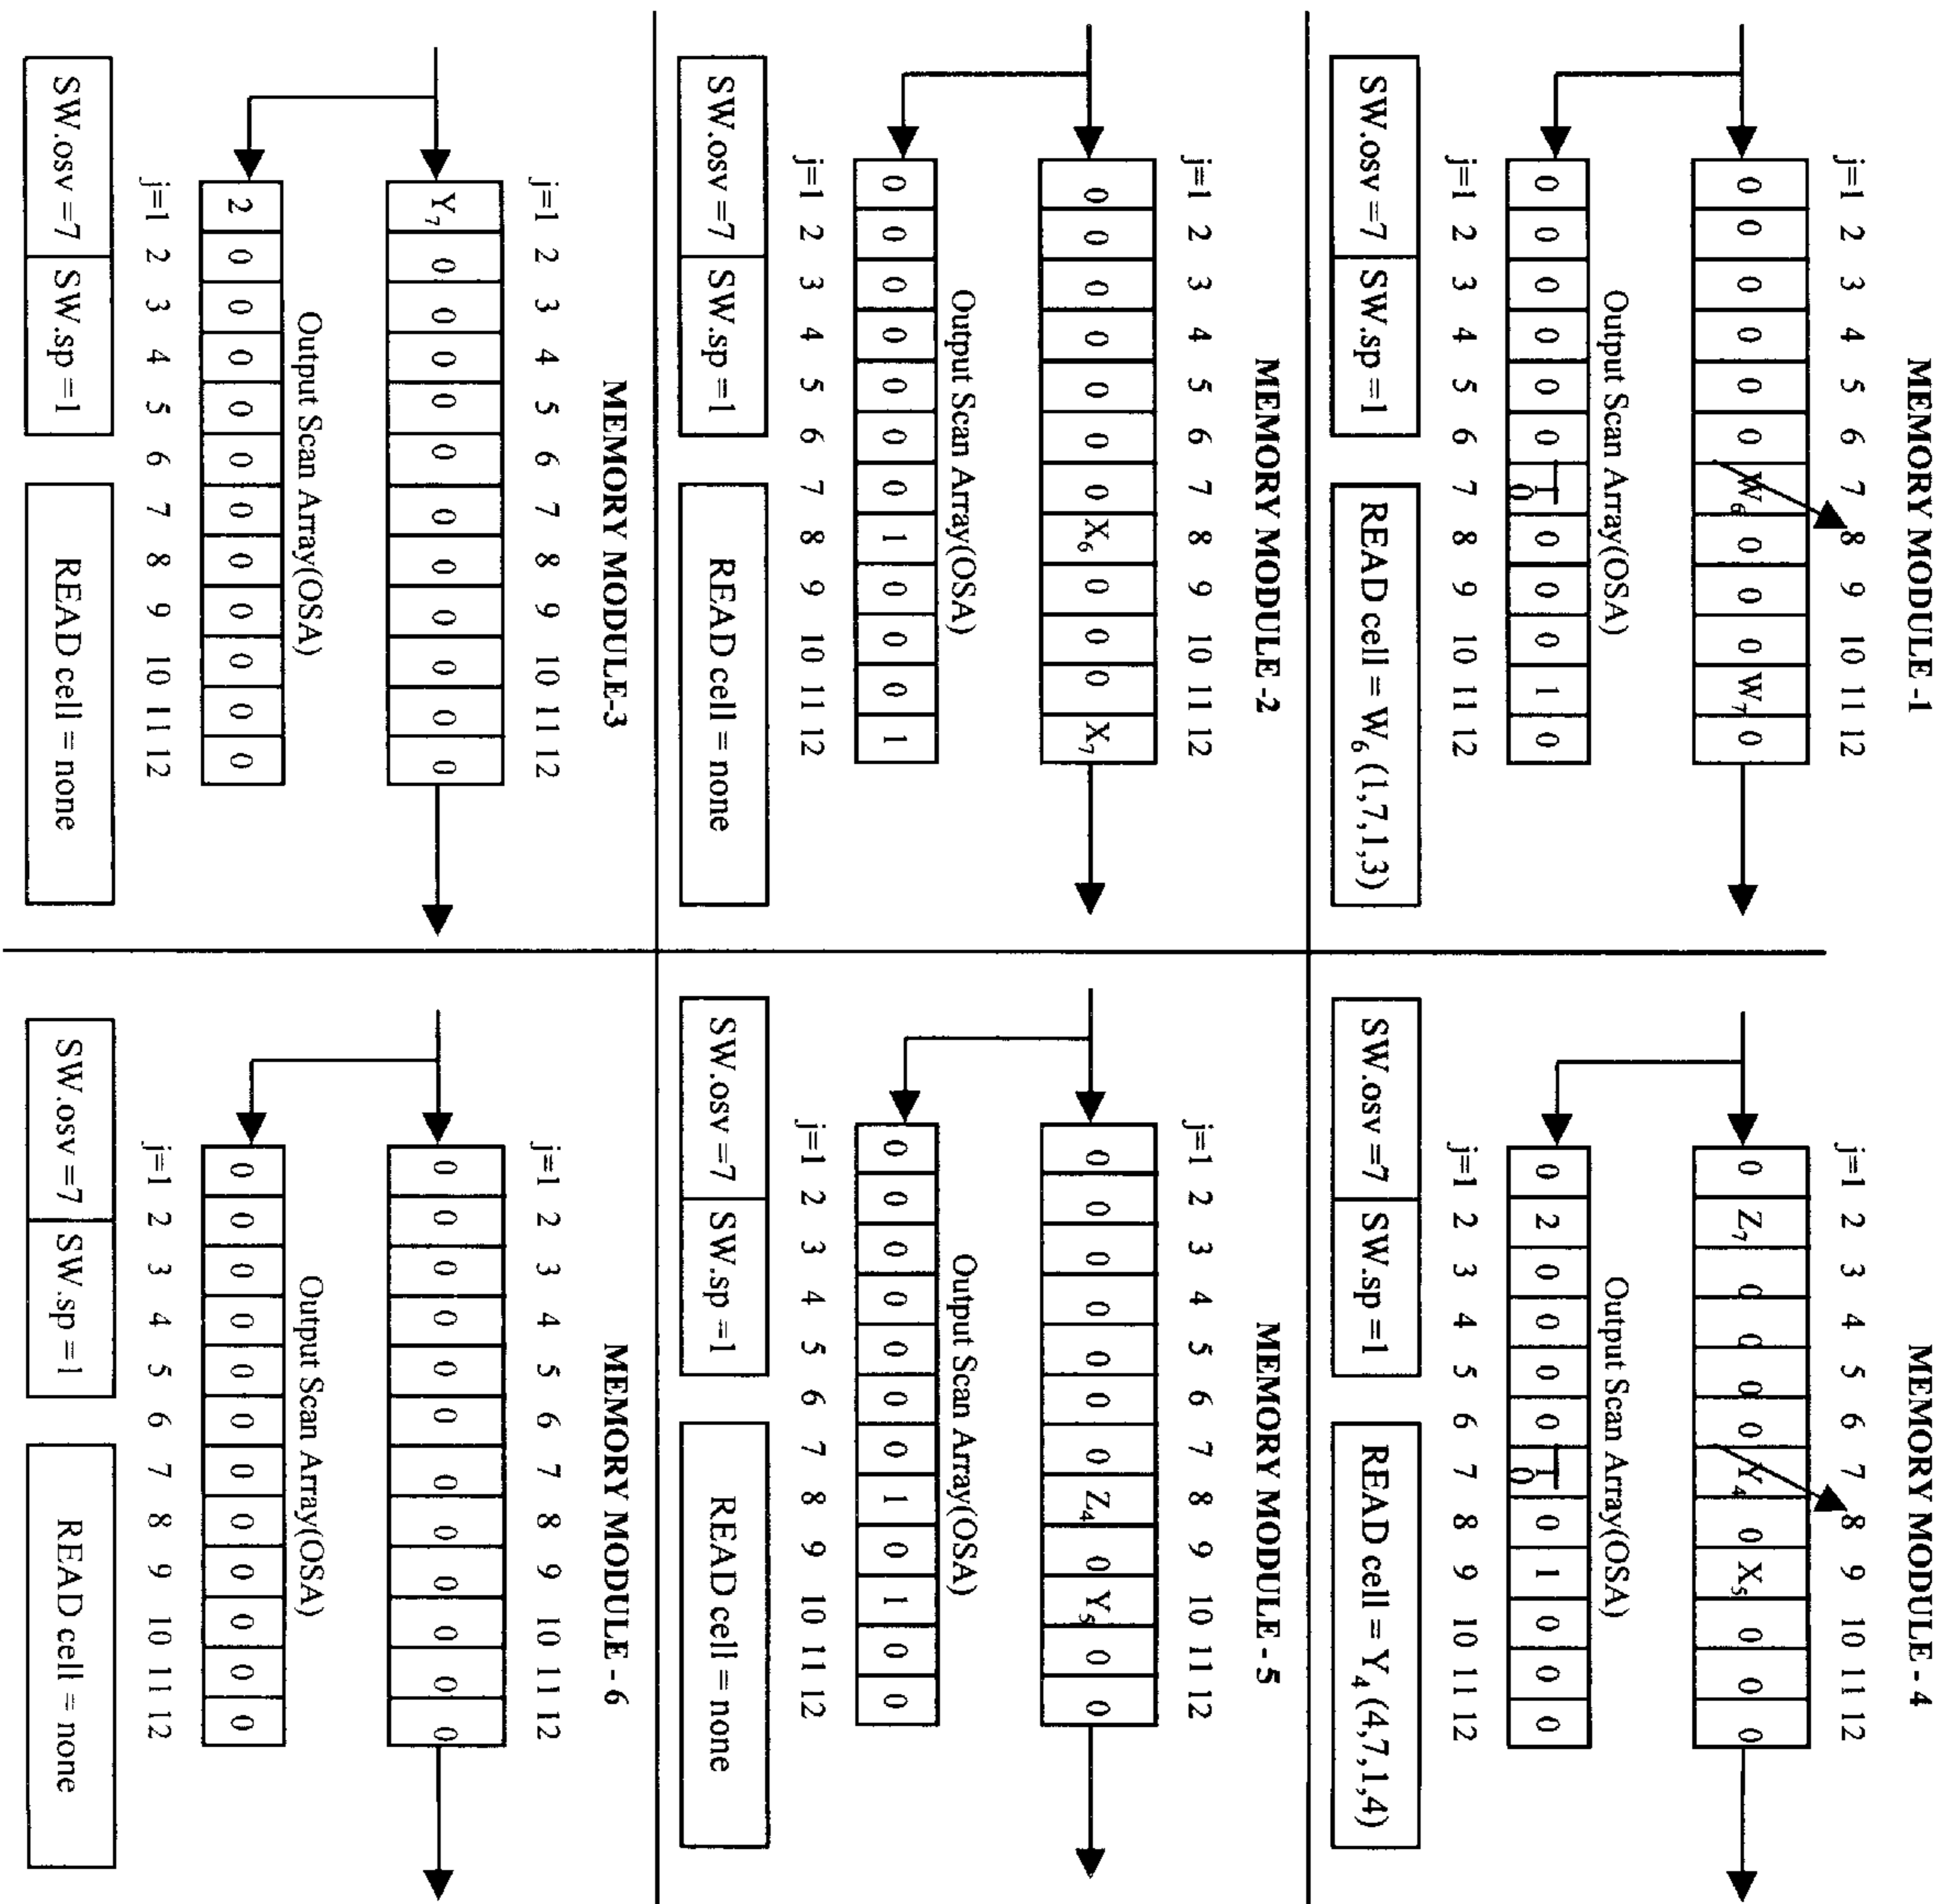 MEMORY MODULE-1
j=1 2 3 4 5 6 7 8 9 10 11 12
0 0 0 0 0 0 W₆ 0 0 0 W₇ 0
Output Scan Array(OSA)
0 0 0 0 0 0 1 0 0 0 1 0
0
j=1 2 3 4 5 6 7 8 9 10 11 12
SW.osv =7 SW.sp =1 READ cell = W₆ (1,7,1,3)
MEMORY MODULE -2
j=1 2 3 4 5 6 7 8 9 10 11 12
0 0 0 0 0 0 0 X₆ 0 0 0 X₇
Output Scan Array(OSA)
0 0 0 0 0 0 0 1 0 0 0 1
j=1 2 3 4 5 6 7 8 9 10 11 12
SW.osv =7 SW.sp =1 READ cell = none
MEMORY MODULE-3
j=1 2 3 4 5 6 7 8 9 10 11 12
Y₇ 0 0 0 0 0 0 0 0 0 0 0
Output Scan Array(OSA)
2 0 0 0 0 0 0 0 0 0 0 0
j=1 2 3 4 5 6 7 8 9 10 11 12
SW.osv =7 SW.sp =1 READ cell = none
MEMORY MODULE - 4
j=1 2 3 4 5 6 7 8 9 10 11 12
0 Z₇ 0 0 0 0 Y₄ 0 X₅ 0 0 0
Output Scan Array(OSA)
0 2 0 0 0 0 1 0 1 0 0 0
0
j=1 2 3 4 5 6 7 8 9 10 11 12
SW.osv =7 SW.sp =1 READ cell = Y₄ (4,7,1,4)
MEMORY MODULE - 5
j=1 2 3 4 5 6 7 8 9 10 11 12
0 0 0 0 0 0 0 Z₄ 0 Y₅ 0 0
Output Scan Array(OSA)
0 0 0 0 0 0 0 1 0 1 0 0
j=1 2 3 4 5 6 7 8 9 10 11 12
SW.osv =7 SW.sp =1 READ cell = none
MEMORY MODULE - 6
j=1 2 3 4 5 6 7 8 9 10 11 12
0 0 0 0 0 0 0 0 0 0 0 0
Output Scan Array(OSA)
0 0 0 0 0 0 0 0 0 0 0 0
j=1 2 3 4 5 6 7 8 9 10 11 12
SW.osv =7 SW.sp =1 READ cell = none